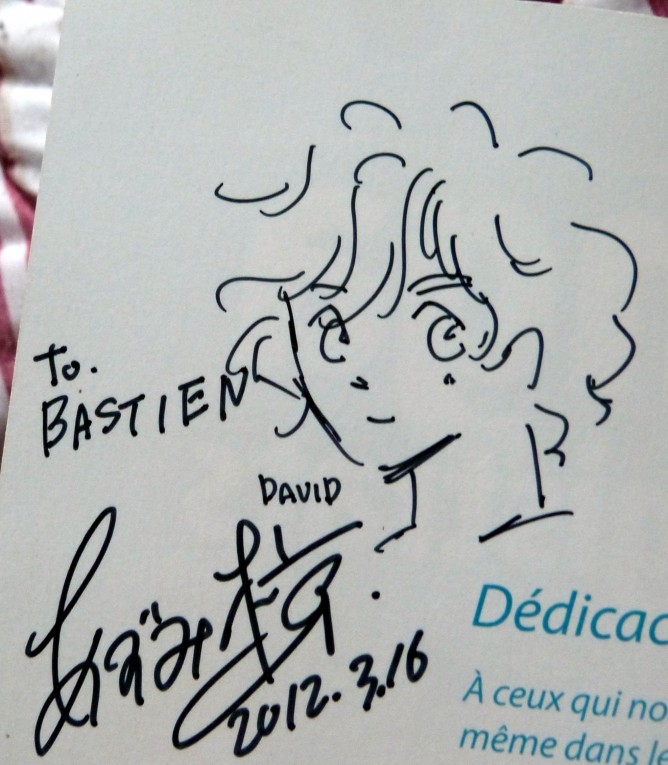 To.
BASTIEN
DAVID
2012.3.16
Dédicac
À ceux qui no
même dans le